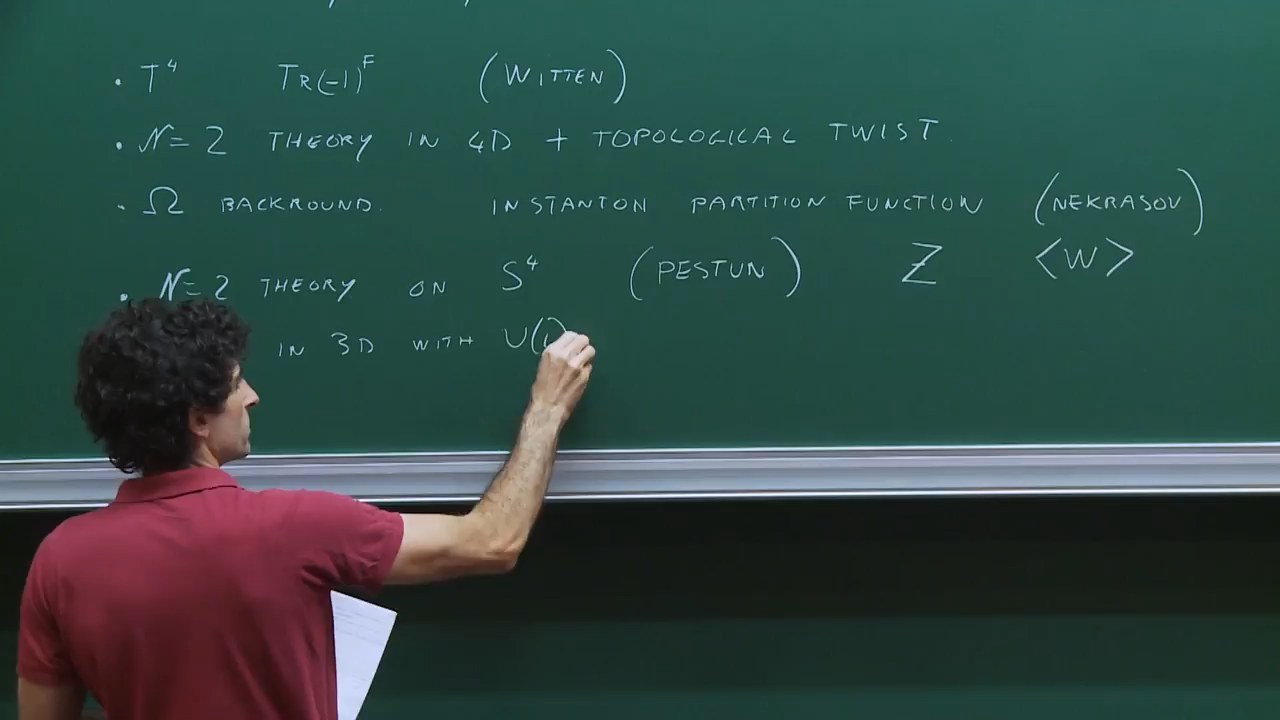 • T⁴ TR(-1)^F (WITTEN)
• N=2 THEORY IN 4D + TOPOLOGICAL TWIST.
• Ω BACKROUND. INSTANTON PARTITION FUNCTION (NEKRASOV)
• N=2 THEORY ON S⁴ (PESTUN) Z <W>
IN 3D WITH U(1)